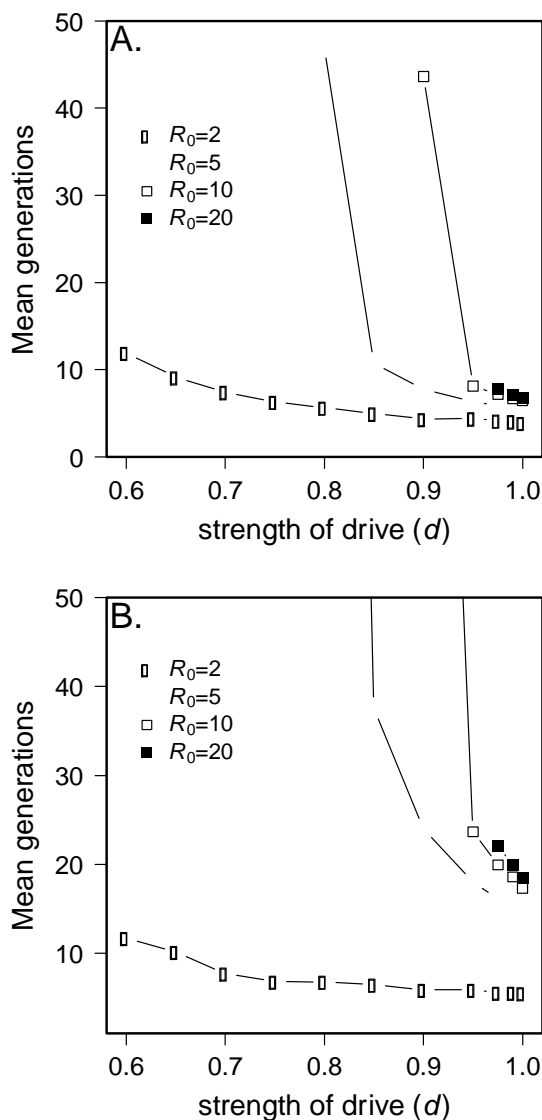 A.
50
40
30
20
10
0
Mean generations
R0=2
R0=5
R0=10
R0=20
0.6 0.7 0.8 0.9 1.0
strength of drive (d)
B.
50
40
30
20
10
Mean generations
R0=2
R0=5
R0=10
R0=20
0.6 0.7 0.8 0.9 1.0
strength of drive (d)